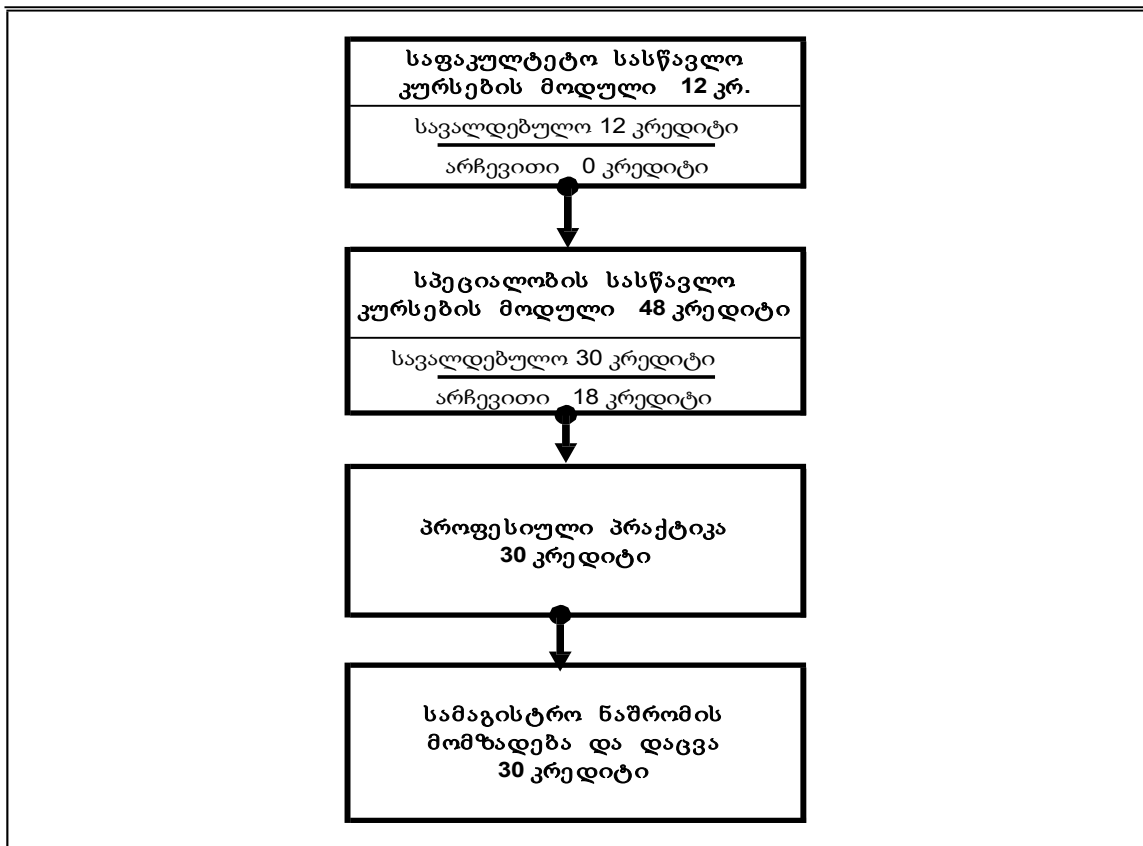 საფაკულტეტო სასწავლო
კურსების მოდული 12 კრ.
სავალდებულო 12 კრედიტი
არჩევითი 0 კრედიტი
სპეციალობის სასწავლო
კურსების მოდული 48 კრედიტი
სავალდებულო 30 კრედიტი
არჩევითი 18 კრედიტი
პროფესიული პრაქტიკა
30 კრედიტი
სამაგისტრო ნაშრომის
მომზადება და დაცვა
30 კრედიტი